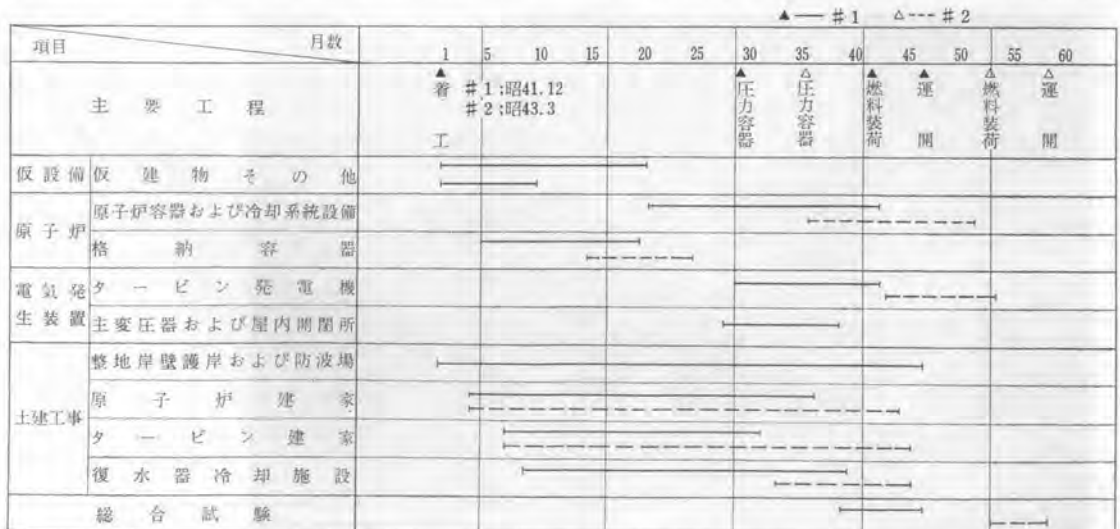 ▲── #1 △--- #2
項目 月数 1 5 10 15 20 25 30 35 40 45 50 55 60
主要工程
着工 #1:昭41.12
#2:昭43.3
圧力容器
圧力容器
燃料装荷
運開
燃料装荷
運開
仮設備 仮建物その他
原子炉
原子炉容器および冷却系統設備
格納容器
電気発生装置
タービン発電機
主変圧器および屋内開閉所
土建工事
整地岸壁護岸および防波場
原子炉建家
タービン建家
復水器冷却施設
総合試験